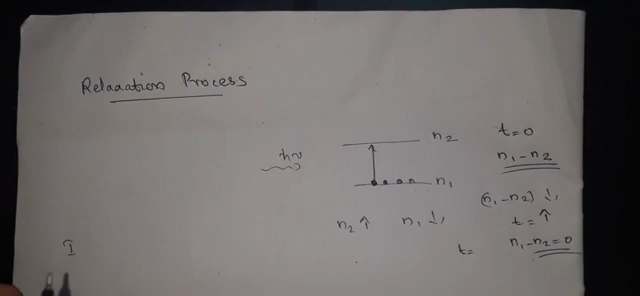 Relaxation Process
n2 t=0
hν n1-n2
n1
(n1-n2) ↓
n2 ↑ n1 ↓ t=↑
t= n1-n2=0
I